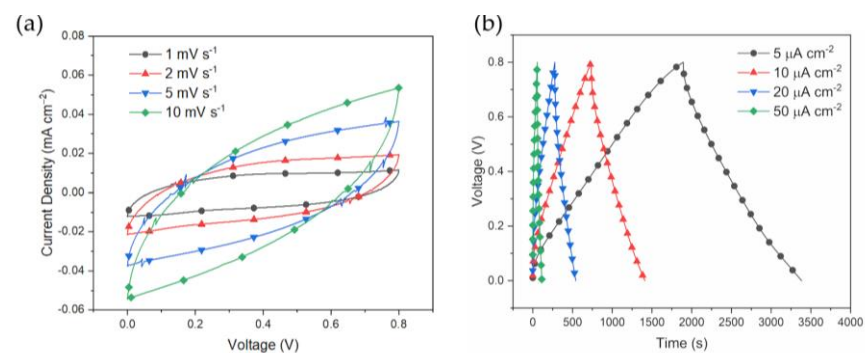 (a)
0.08
0.06
0.04
0.02
0.00
-0.02
-0.04
-0.06
Current Density (mA cm⁻²)
1 mV s⁻¹
2 mV s⁻¹
5 mV s⁻¹
10 mV s⁻¹
0.0 0.2 0.4 0.6 0.8
Voltage (V)
(b)
1.0
0.8
0.6
0.4
0.2
0.0
Voltage (V)
5 μA cm⁻²
10 μA cm⁻²
20 μA cm⁻²
50 μA cm⁻²
0 500 1000 1500 2000 2500 3000 3500 4000
Time (s)